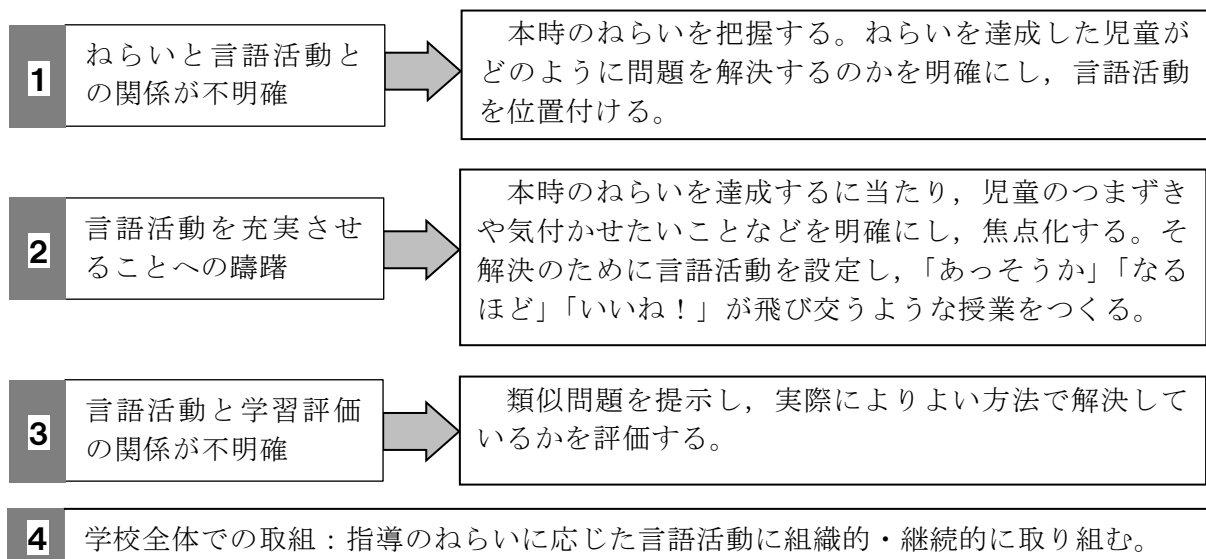 1
ねらいと言語活動と
の関係が不明確
　本時のねらいを把握する。ねらいを達成した児童が
どのように問題を解決するのかを明確にし，言語活動
を位置付ける。
2
言語活動を充実させ
ることへの躊躇
　本時のねらいを達成するに当たり，児童のつまずき
や気付かせたいことなどを明確にし，焦点化する。そ
解決のために言語活動を設定し，「あっそうか」「なる
ほど」「いいね！」が飛び交うような授業をつくる。
3
言語活動と学習評価
の関係が不明確
　類似問題を提示し，実際によりよい方法で解決して
いるかを評価する。
4
学校全体での取組：指導のねらいに応じた言語活動に組織的・継続的に取り組む。